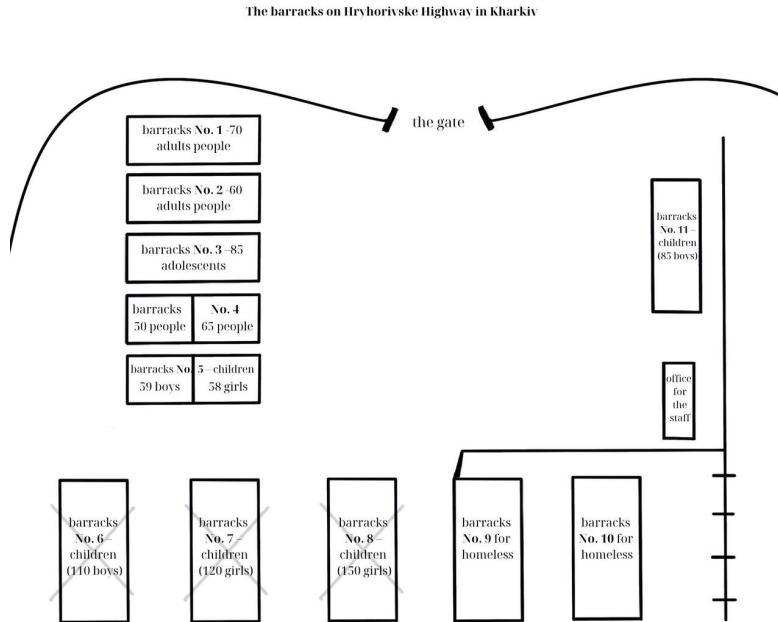 The barracks on Hryhorivske Highway in Kharkiv
the gate
barracks No. 1 -70
adults people
barracks No. 2 -60
adults people
barracks No. 3 –85
adolescents
barracks No. 4
50 people 65 people
barracks No. 5 – children
59 boys 58 girls
barracks
No. 11 –
children
(85 boys)
office
for
the
staff
barracks
No. 6 –
children
(110 boys)
barracks
No. 7 –
children
(120 girls)
barracks
No. 8 –
children
(150 girls)
barracks
No. 9 for
homeless
barracks
No. 10 for
homeless